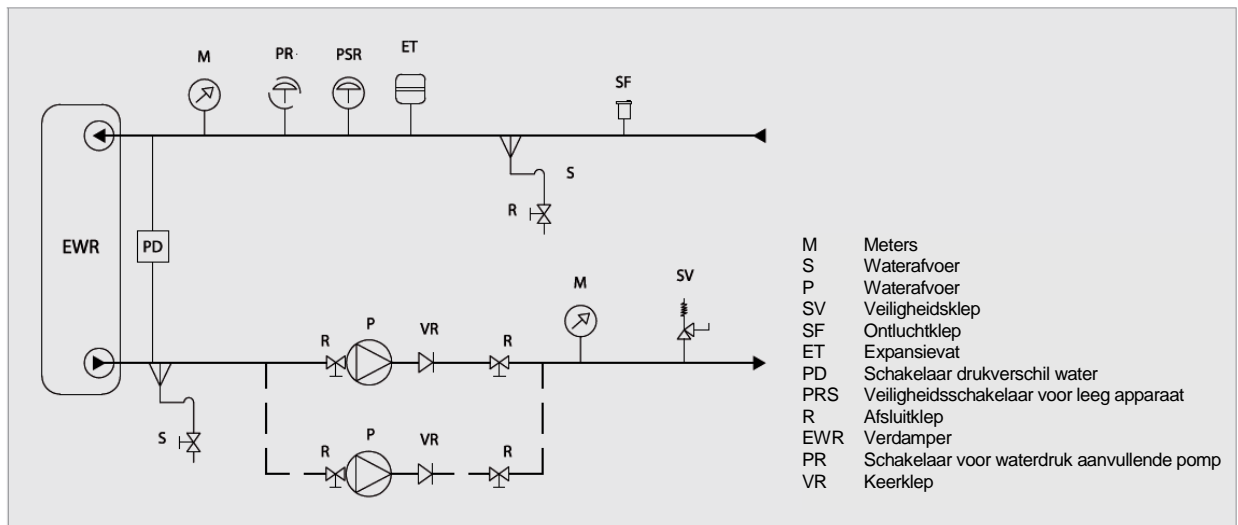 ET
M
PR.
PSR
SF
S
R
EWR
PD
M
SV
R
P
VR
R
S
R
P
VR
R
M Meters
S Waterafvoer
P Waterafvoer
SV Veiligheidsklep
SF Ontluchtklep
ET Expansievat
PD Schakelaar drukverschil water
PRS Veiligheidsschakelaar voor leeg apparaat
R Afsluitklep
EWR Verdamper
PR Schakelaar voor waterdruk aanvullende pomp
VR Keerklep